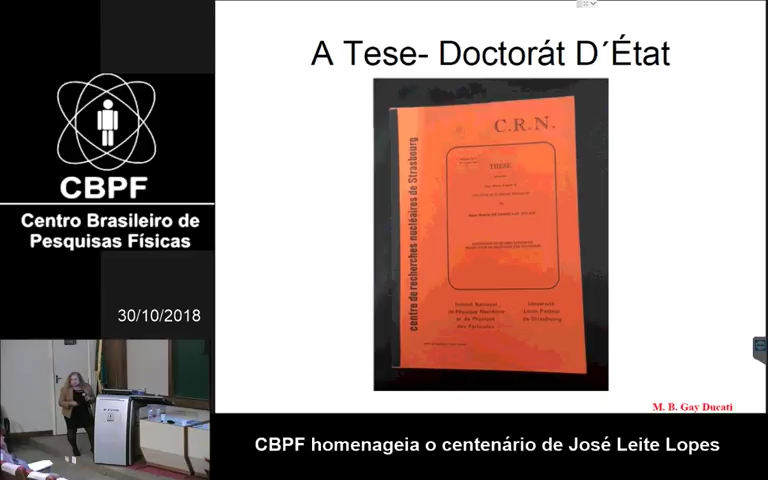 A Tese- Doctorát D´État
C.R.N.
THESE
centre de recherches nucléaires de Strasbourg
Institut National
de Physique Nucléaire
et de Physique
des Particules
Université
Louis Pasteur
de Strasbourg
M. B. Gay Ducati
CBPF
Centro Brasileiro de
Pesquisas Físicas
30/10/2018
CBPF homenageia o centenário de José Leite Lopes